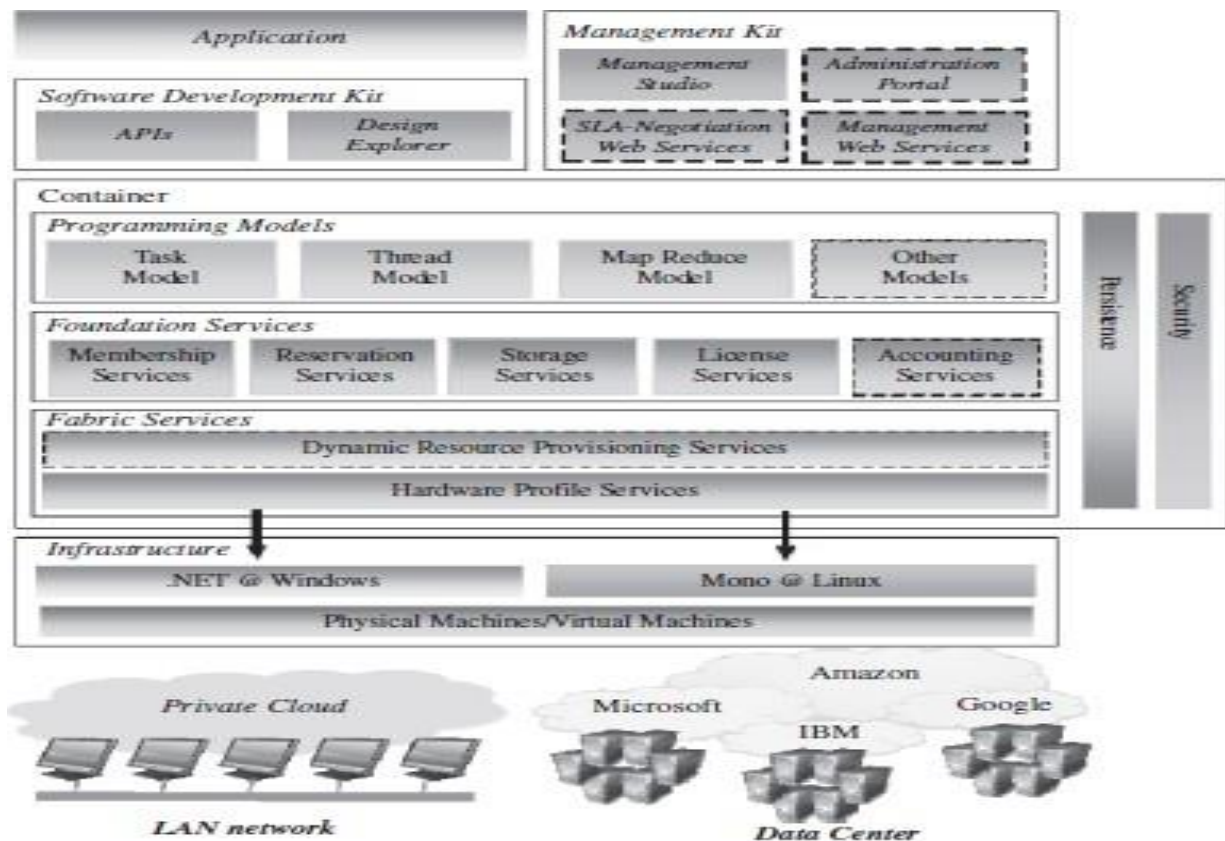 Application
Management Kit
Management
Studio
Administration
Portal
SLA-Negotiation
Web Services
Management
Web Services
Software Development Kit
APIs
Design
Explorer
Container
Programming Models
Task
Model
Thread
Model
Map Reduce
Model
Other
Models
Foundation Services
Membership
Services
Reservation
Services
Storage
Services
License
Services
Accounting
Services
Fabric Services
Dynamic Resource Provisioning Services
Hardware Profile Services
Persistence
Security
Infrastructure
.NET @ Windows
Mono @ Linux
Physical Machines/Virtual Machines
Private Cloud
LAN network
Amazon
Microsoft
Google
IBM
Data Center